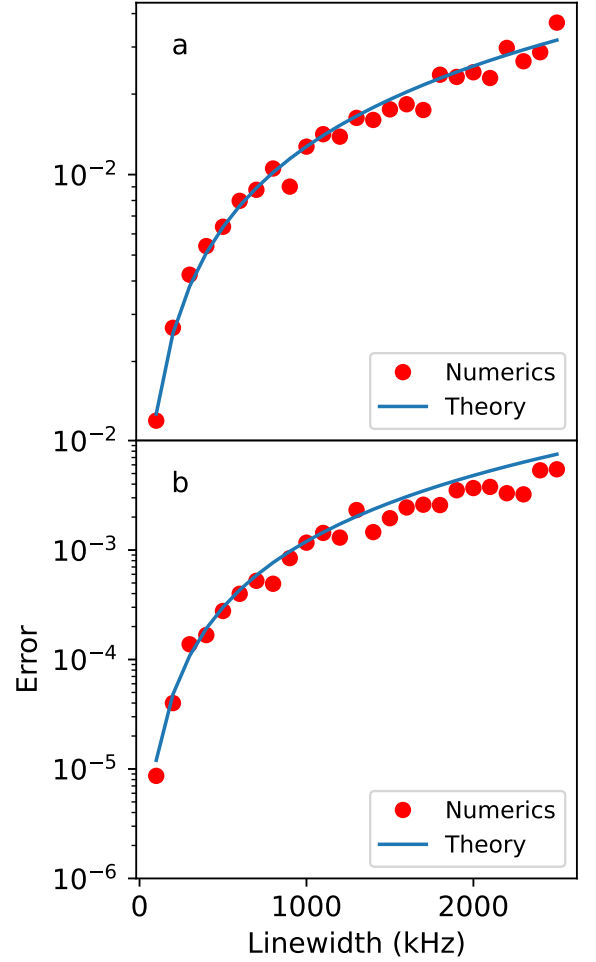 a
10⁻²
Numerics
Theory
10⁻²
b
10⁻³
10⁻⁴
Error
10⁻⁵
Numerics
Theory
10⁻⁶
0
1000
2000
Linewidth (kHz)